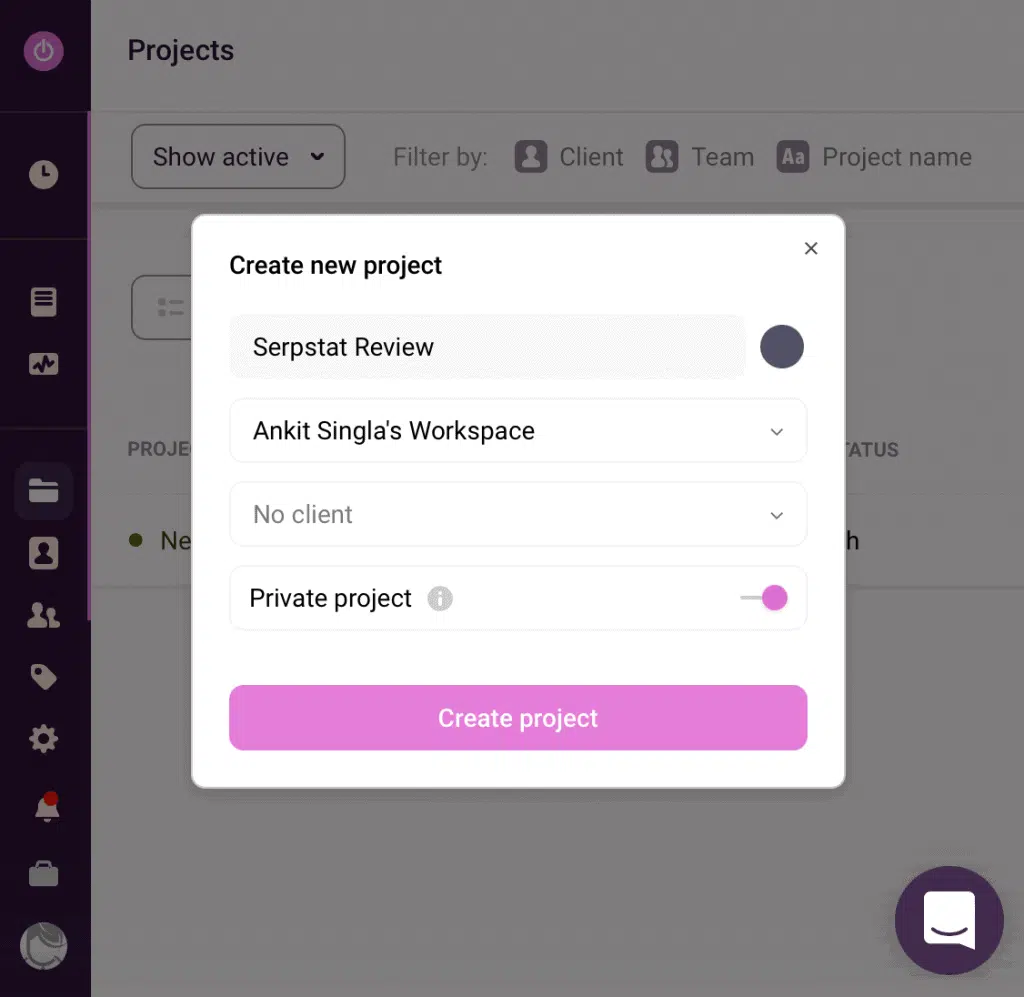 Projects
Show active Filter by: Client Team Aa Project name
Create new project
Serpstat Review
Ankit Singla's Workspace
PROJE TATUS
No client
Ne h
Private project
Create project